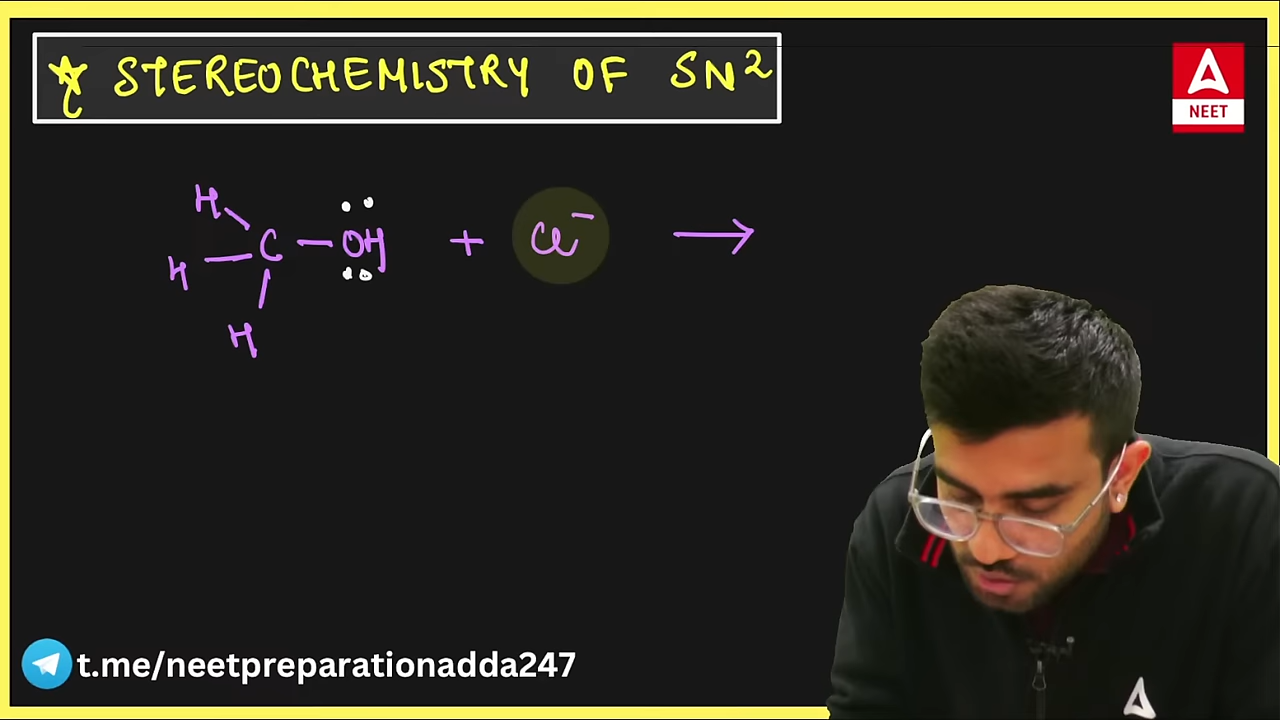 STEREOCHEMISTRY OF SN2
NEET
H
H C OH + Cl⁻ →
H
t.me/neetpreparationadda247